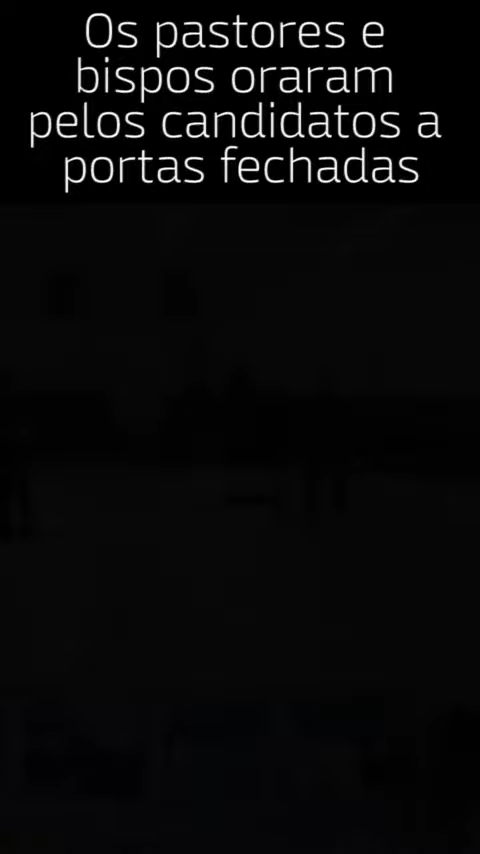 Os pastores e
bispos oraram
pelos candidatos a
portas fechadas